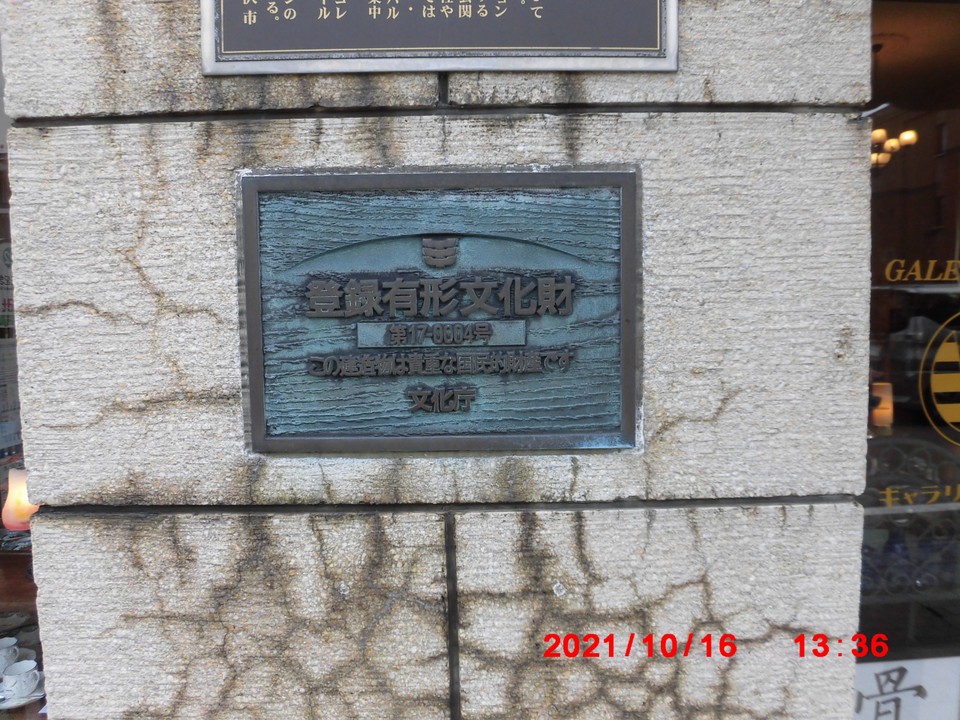 登録有形文化財
第17-0004号
この建造物は貴重な国民的財産です
文化庁
GALE
ギャラリ
骨
2021/10/16 13:36